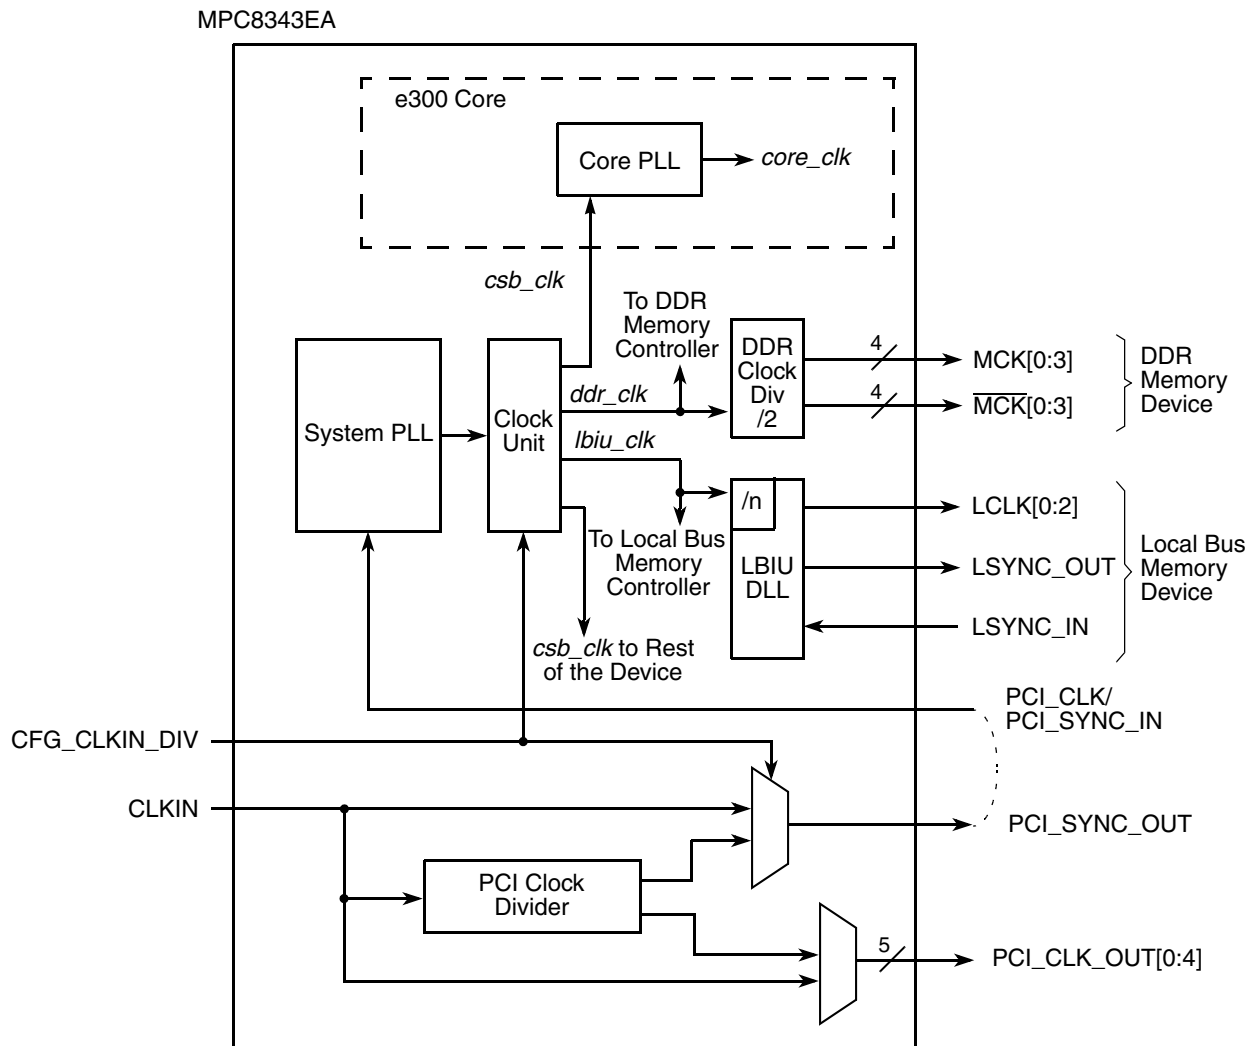 MPC8343EA
e300 Core
Core PLL
core_clk
csb_clk
To DDR
Memory
Controller
DDR
Clock
Div
/2
4
MCK[0:3]
4
M̅C̅K̅[0:3]
DDR
Memory
Device
System PLL
Clock
Unit
ddr_clk
lbiu_clk
/n
LBIU
DLL
LCLK[0:2]
LSYNC_OUT
LSYNC_IN
Local Bus
Memory
Device
To Local Bus
Memory
Controller
csb_clk to Rest
of the Device
PCI_CLK/
PCI_SYNC_IN
CFG_CLKIN_DIV
CLKIN
PCI_SYNC_OUT
PCI Clock
Divider
5
PCI_CLK_OUT[0:4]